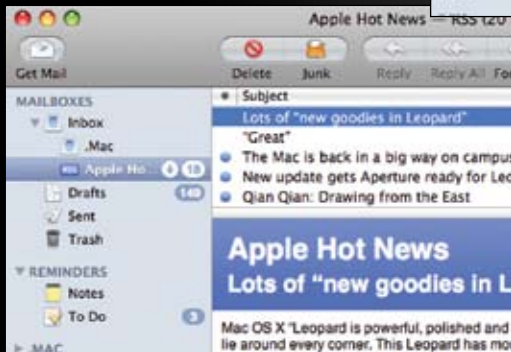 Apple Hot News — RSS (20
Get Mail
Delete Junk Reply Reply All For
MAILBOXES
Inbox
.Mac
RSS Apple Ho...
Drafts
Sent
Trash
REMINDERS
Notes
To Do
.MAC
Subject
Lots of "new goodies in Leopard"
"Great"
The Mac is back in a big way on campus
New update gets Aperture ready for Leo
Qian Qian: Drawing from the East
Apple Hot News
Lots of “new goodies in L
Mac OS X "Leopard is powerful, polished and
lie around every corner. This Leopard has mo